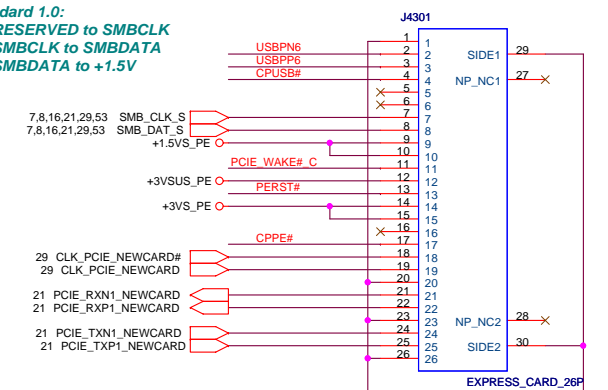 dard 1.0:
RESERVED to SMBCLK
SMBCLK to SMBDATA
SMBDATA to +1.5V
J4301
1 1
USBPN6 2 2 SIDE1 29
USBPP6 3 3
CPUSB# 4 4 NP_NC1 27
5 5
6 6
7,8,16,21,29,53 SMB_CLK_S 7 7
7,8,16,21,29,53 SMB_DAT_S 8 8
+1.5VS_PE 9 9
10 10
PCIE_WAKE#_C 11 11
+3VSUS_PE 12 12
PERST# 13 13
+3VS_PE 14 14
15 15
16 16
CPPE# 17 17
29 CLK_PCIE_NEWCARD# 18 18
29 CLK_PCIE_NEWCARD 19 19
20 20
21 PCIE_RXN1_NEWCARD 21 21
21 PCIE_RXP1_NEWCARD 22 22
23 23 NP_NC2 28
21 PCIE_TXN1_NEWCARD 24 24
21 PCIE_TXP1_NEWCARD 25 25 SIDE2 30
26 26
EXPRESS_CARD_26P